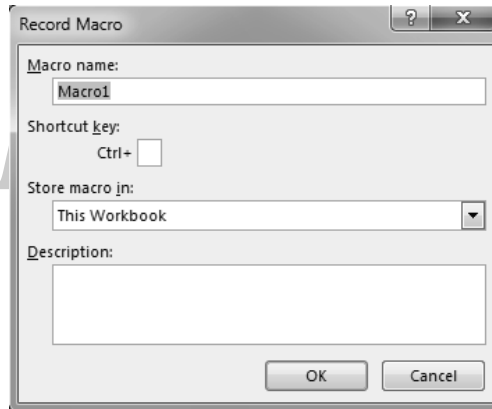 Record Macro
Macro name:
Macro1
Shortcut key:
Ctrl+
Store macro in:
This Workbook
Description:
OK Cancel